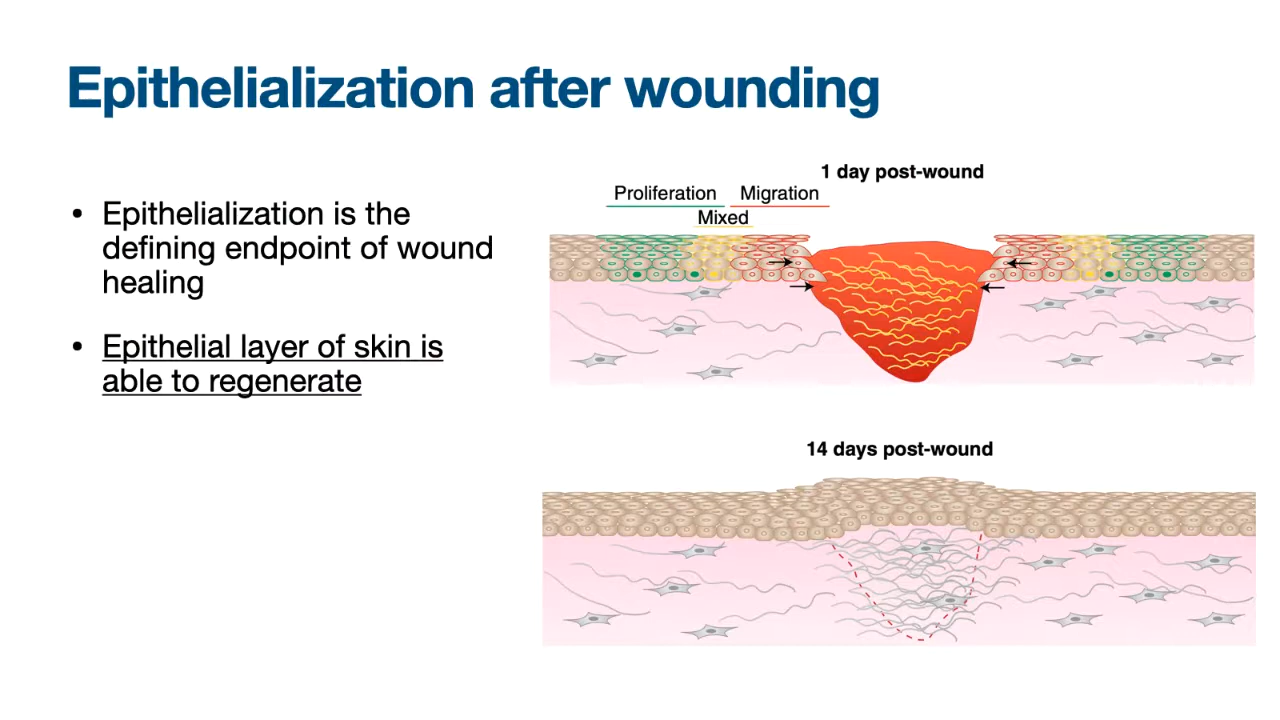 Epithelialization after wounding
• Epithelialization is the
defining endpoint of wound
healing
• Epithelial layer of skin is
able to regenerate
1 day post-wound
Proliferation Migration
Mixed
14 days post-wound